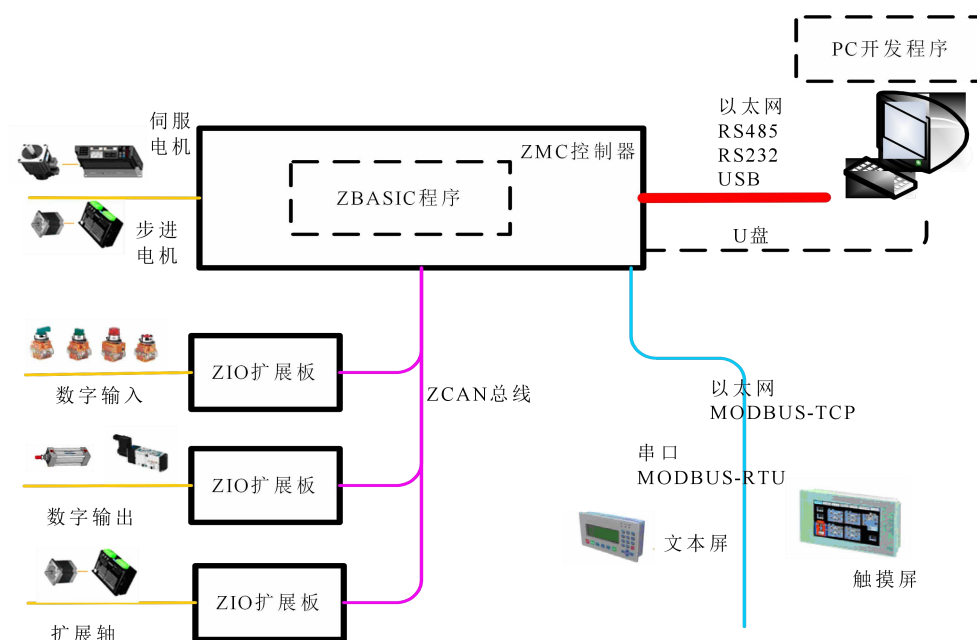 PC开发程序
以太网
RS485
RS232
USB
伺服
电机
ZMC控制器
ZBASIC程序
步进
电机
U盘
ZIO扩展板
数字输入
ZCAN总线
以太网
MODBUS-TCP
串口
MODBUS-RTU
ZIO扩展板
数字输出
文本屏
触摸屏
ZIO扩展板
扩展轴